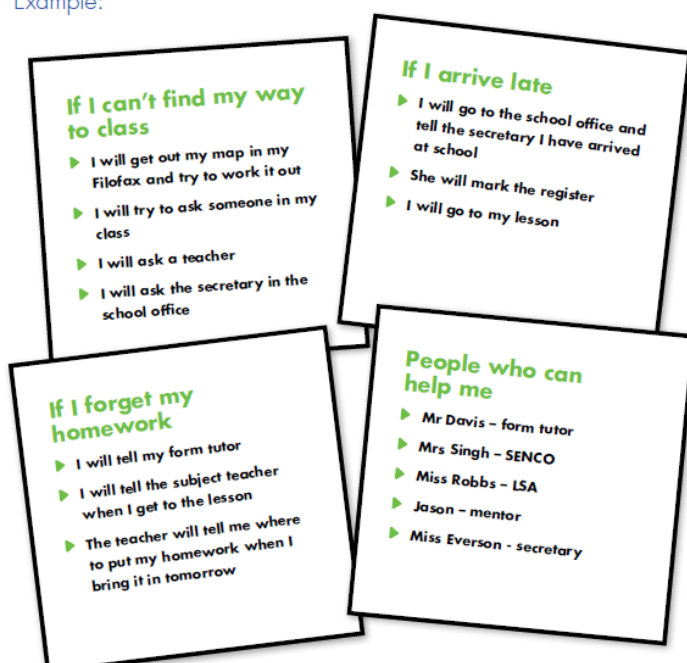 Example:
If I can't find my way
to class
I will get out my map in my
Filofax and try to work it out
I will try to ask someone in my
class
I will ask a teacher
I will ask the secretary in the
school office
If I arrive late
I will go to the school office and
tell the secretary I have arrived
at school
She will mark the register
I will go to my lesson
If I forget my
homework
I will tell my form tutor
I will tell the subject teacher
when I get to the lesson
The teacher will tell me where
to put my homework when I
bring it in tomorrow
People who can
help me
Mr Davis – form tutor
Mrs Singh – SENCO
Miss Robbs – LSA
Jason – mentor
Miss Everson - secretary